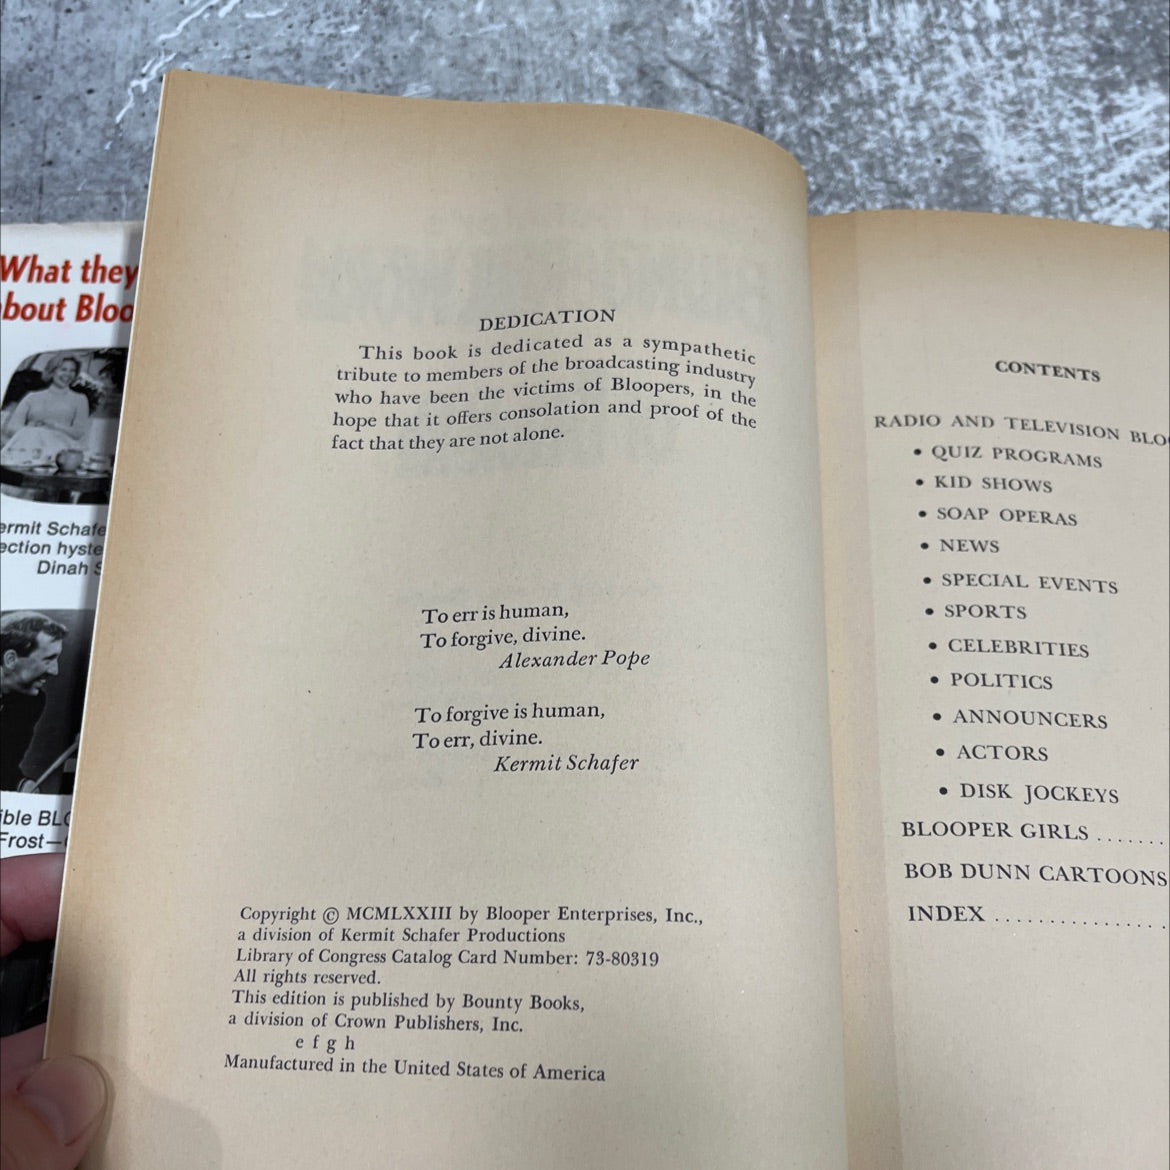 What they
about Bloo
Kermit Schafe
ection hyste
Dinah S
ible BLO
Frost—
DEDICATION
This book is dedicated as a sympathetic
tribute to members of the broadcasting industry
who have been the victims of Bloopers, in the
hope that it offers consolation and proof of the
fact that they are not alone.
To err is human,
To forgive, divine.
Alexander Pope
To forgive is human,
To err, divine.
Kermit Schafer
Copyright © MCMLXXIII by Blooper Enterprises, Inc.,
a division of Kermit Schafer Productions
Library of Congress Catalog Card Number: 73-80319
All rights reserved.
This edition is published by Bounty Books,
a division of Crown Publishers, Inc.
e f g h
Manufactured in the United States of America
CONTENTS
RADIO AND TELEVISION BLOO
• QUIZ PROGRAMS
• KID SHOWS
• SOAP OPERAS
• NEWS
• SPECIAL EVENTS
• SPORTS
• CELEBRITIES
• POLITICS
• ANNOUNCERS
• ACTORS
• DISK JOCKEYS
BLOOPER GIRLS .......
BOB DUNN CARTOONS
INDEX ................